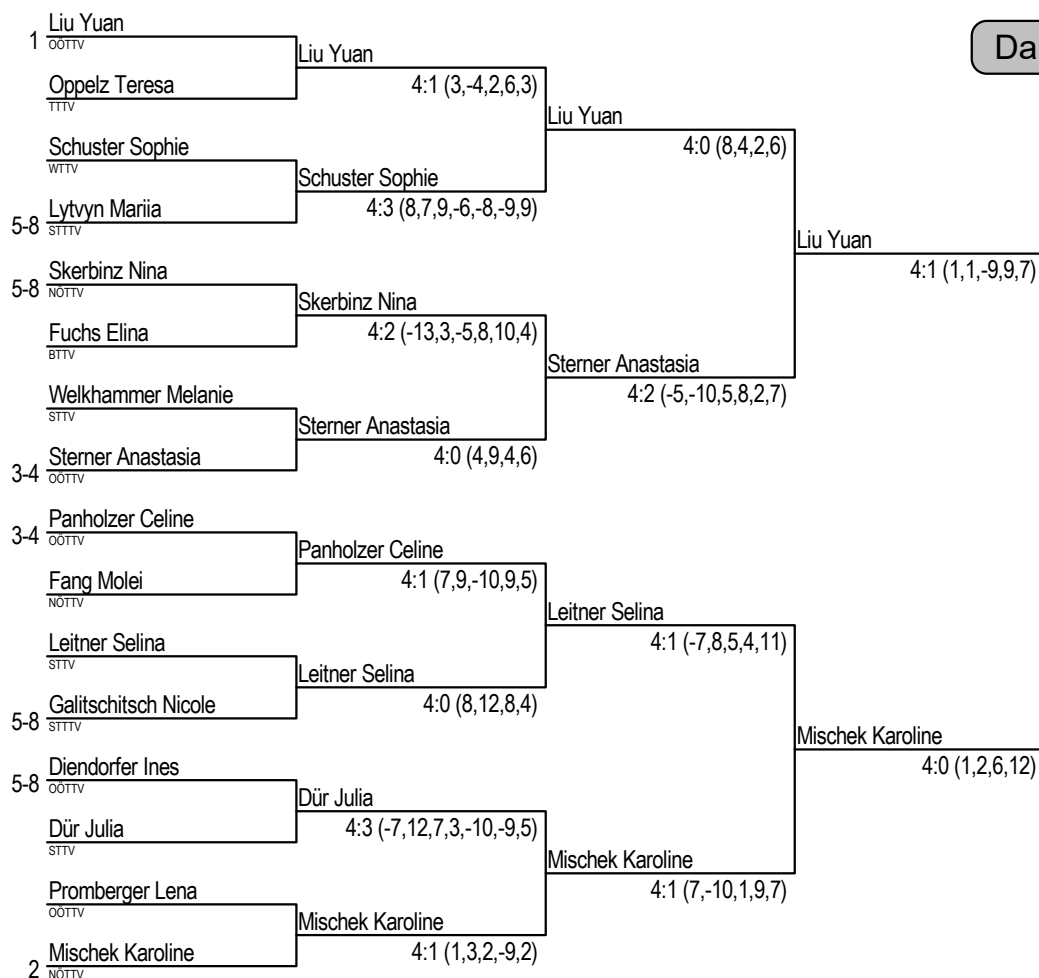 Liu Yuan
1 OÖTTV
Liu Yuan
Da
Oppelz Teresa
4:1 (3,-4,2,6,3)
TTTV
Liu Yuan
Schuster Sophie
4:0 (8,4,2,6)
WTTV
Schuster Sophie
Lytvyn Mariia
4:3 (8,7,9,-6,-8,-9,9)
5-8 STTTV
Liu Yuan
Skerbinz Nina
4:1 (1,1,-9,9,7)
5-8 NÖTTV
Skerbinz Nina
Fuchs Elina
4:2 (-13,3,-5,8,10,4)
BTTV
Sterner Anastasia
Welkhammer Melanie
4:2 (-5,-10,5,8,2,7)
STTV
Sterner Anastasia
Sterner Anastasia
4:0 (4,9,4,6)
3-4 OÖTTV
Panholzer Celine
3-4 OÖTTV
Panholzer Celine
Fang Molei
4:1 (7,9,-10,9,5)
NÖTTV
Leitner Selina
Leitner Selina
4:1 (-7,8,5,4,11)
STTV
Leitner Selina
Galitschitsch Nicole
4:0 (8,12,8,4)
5-8 STTTV
Mischek Karoline
Diendorfer Ines
4:0 (1,2,6,12)
5-8 OÖTTV
Dür Julia
Dür Julia
4:3 (-7,12,7,3,-10,-9,5)
STTV
Mischek Karoline
Promberger Lena
4:1 (7,-10,1,9,7)
OÖTTV
Mischek Karoline
Mischek Karoline
4:1 (1,3,2,-9,2)
2 NÖTTV